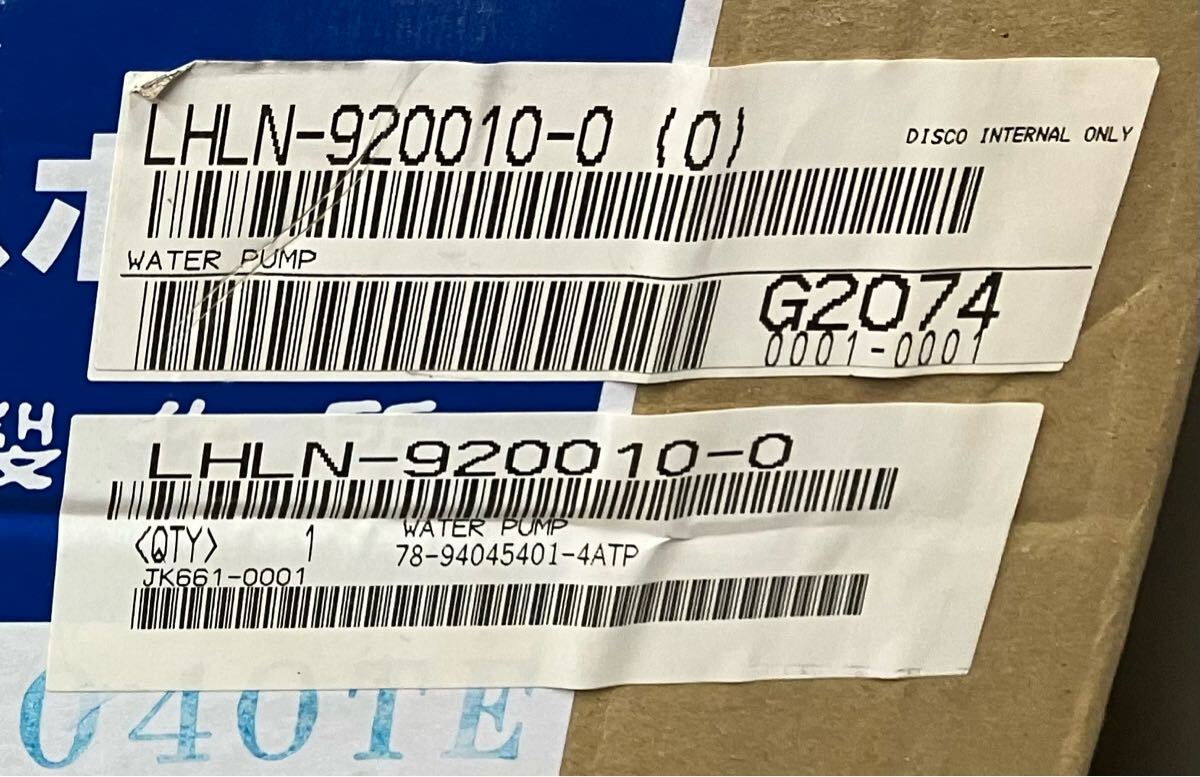 LHLN-920010-0 (0)
DISCO INTERNAL ONLY
WATER PUMP
G2074
0001-0001
LHLN-920010-0
WATER PUMP
<QTY> 1
78-94045401-4ATP
JK661-0001
040TE